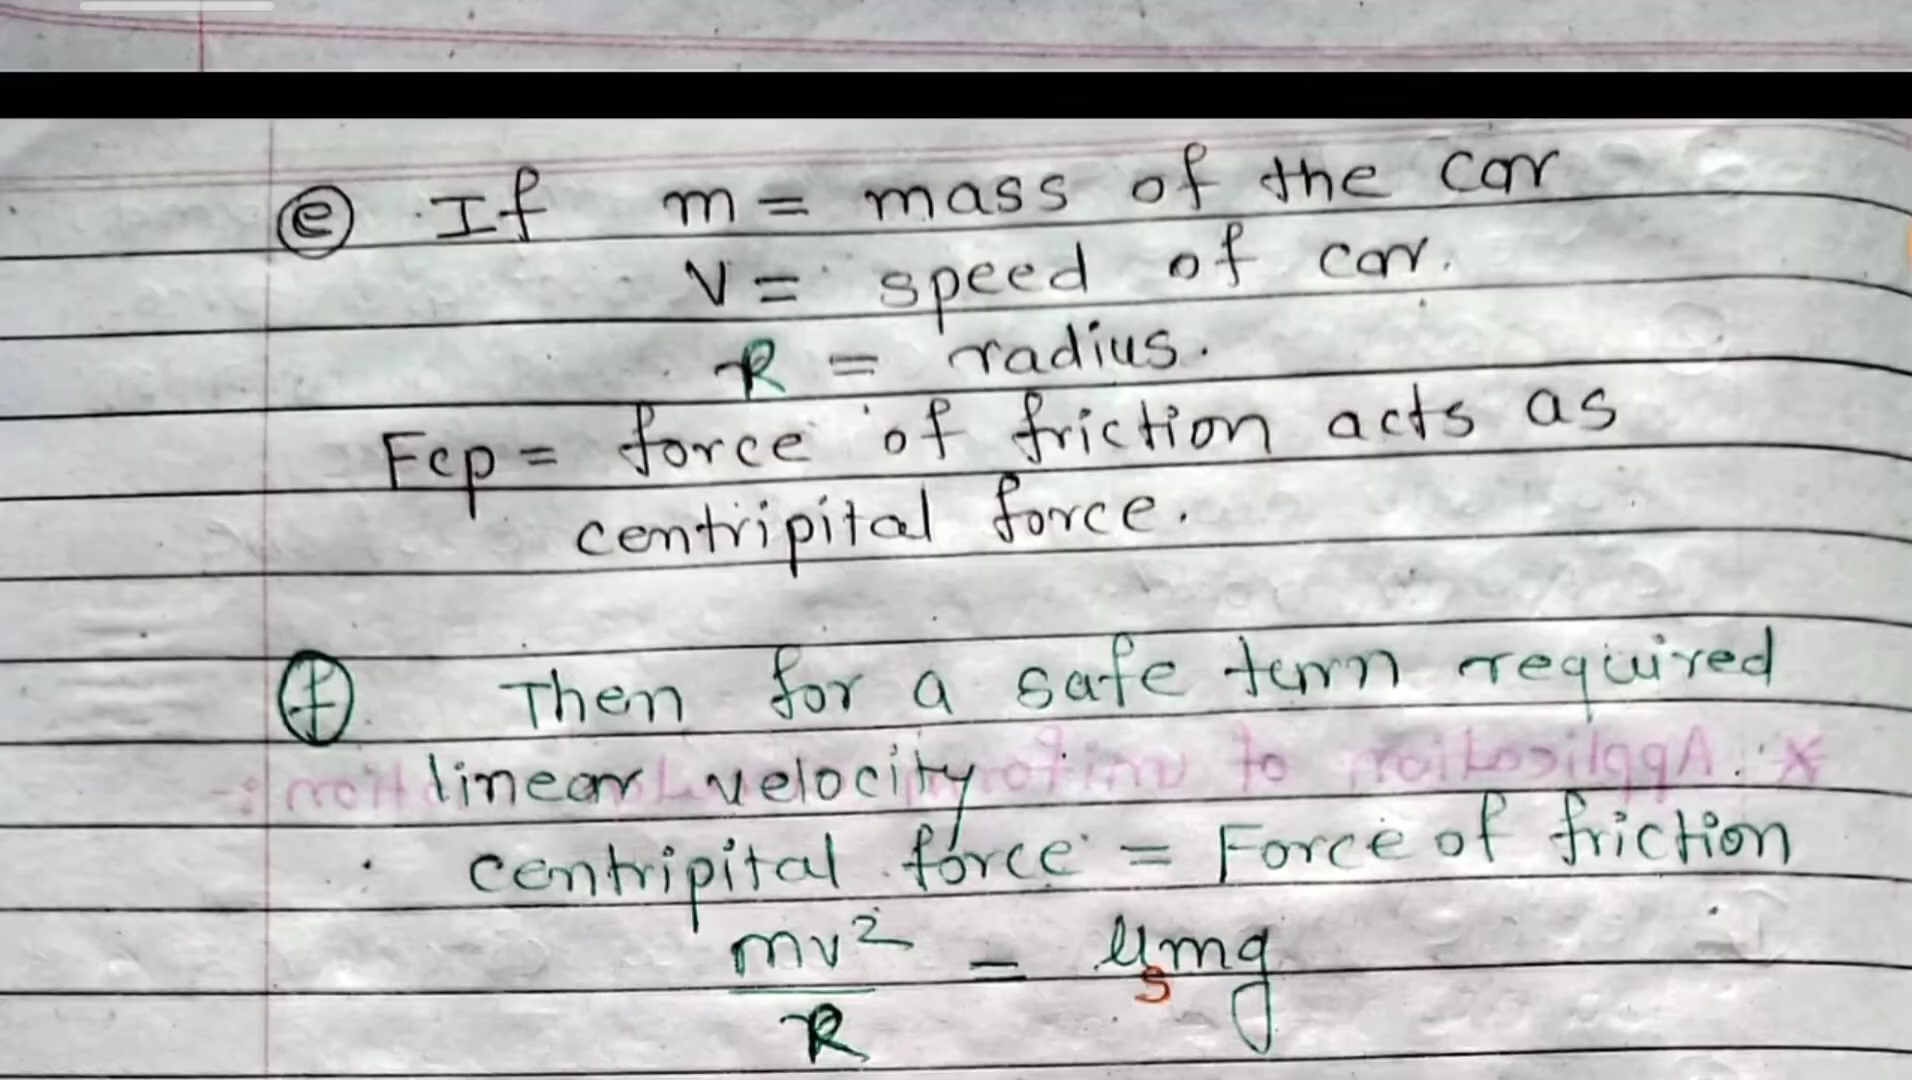 ⓔ If m = mass of the car
V = speed of car.
R = radius.
Fcp = force of friction acts as
centripital force.
ⓕ Then for a safe turn required
linear velocity
centripital force = Force of friction
mv²
—— = μₛmg
R